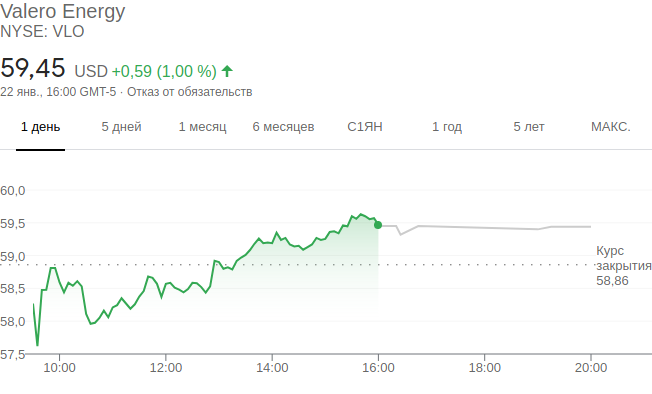 Valero Energy
NYSE: VLO
59,45 USD +0,59 (1,00 %)
22 янв., 16:00 GMT-5 · Отказ от обязательств
1 день 5 дней 1 месяц 6 месяцев С1ЯН 1 год 5 лет МАКС.
60,0
59,5
59,0
58,5
58,0
57,5
Курс
закрытия
58,86
10:00 12:00 14:00 16:00 18:00 20:00